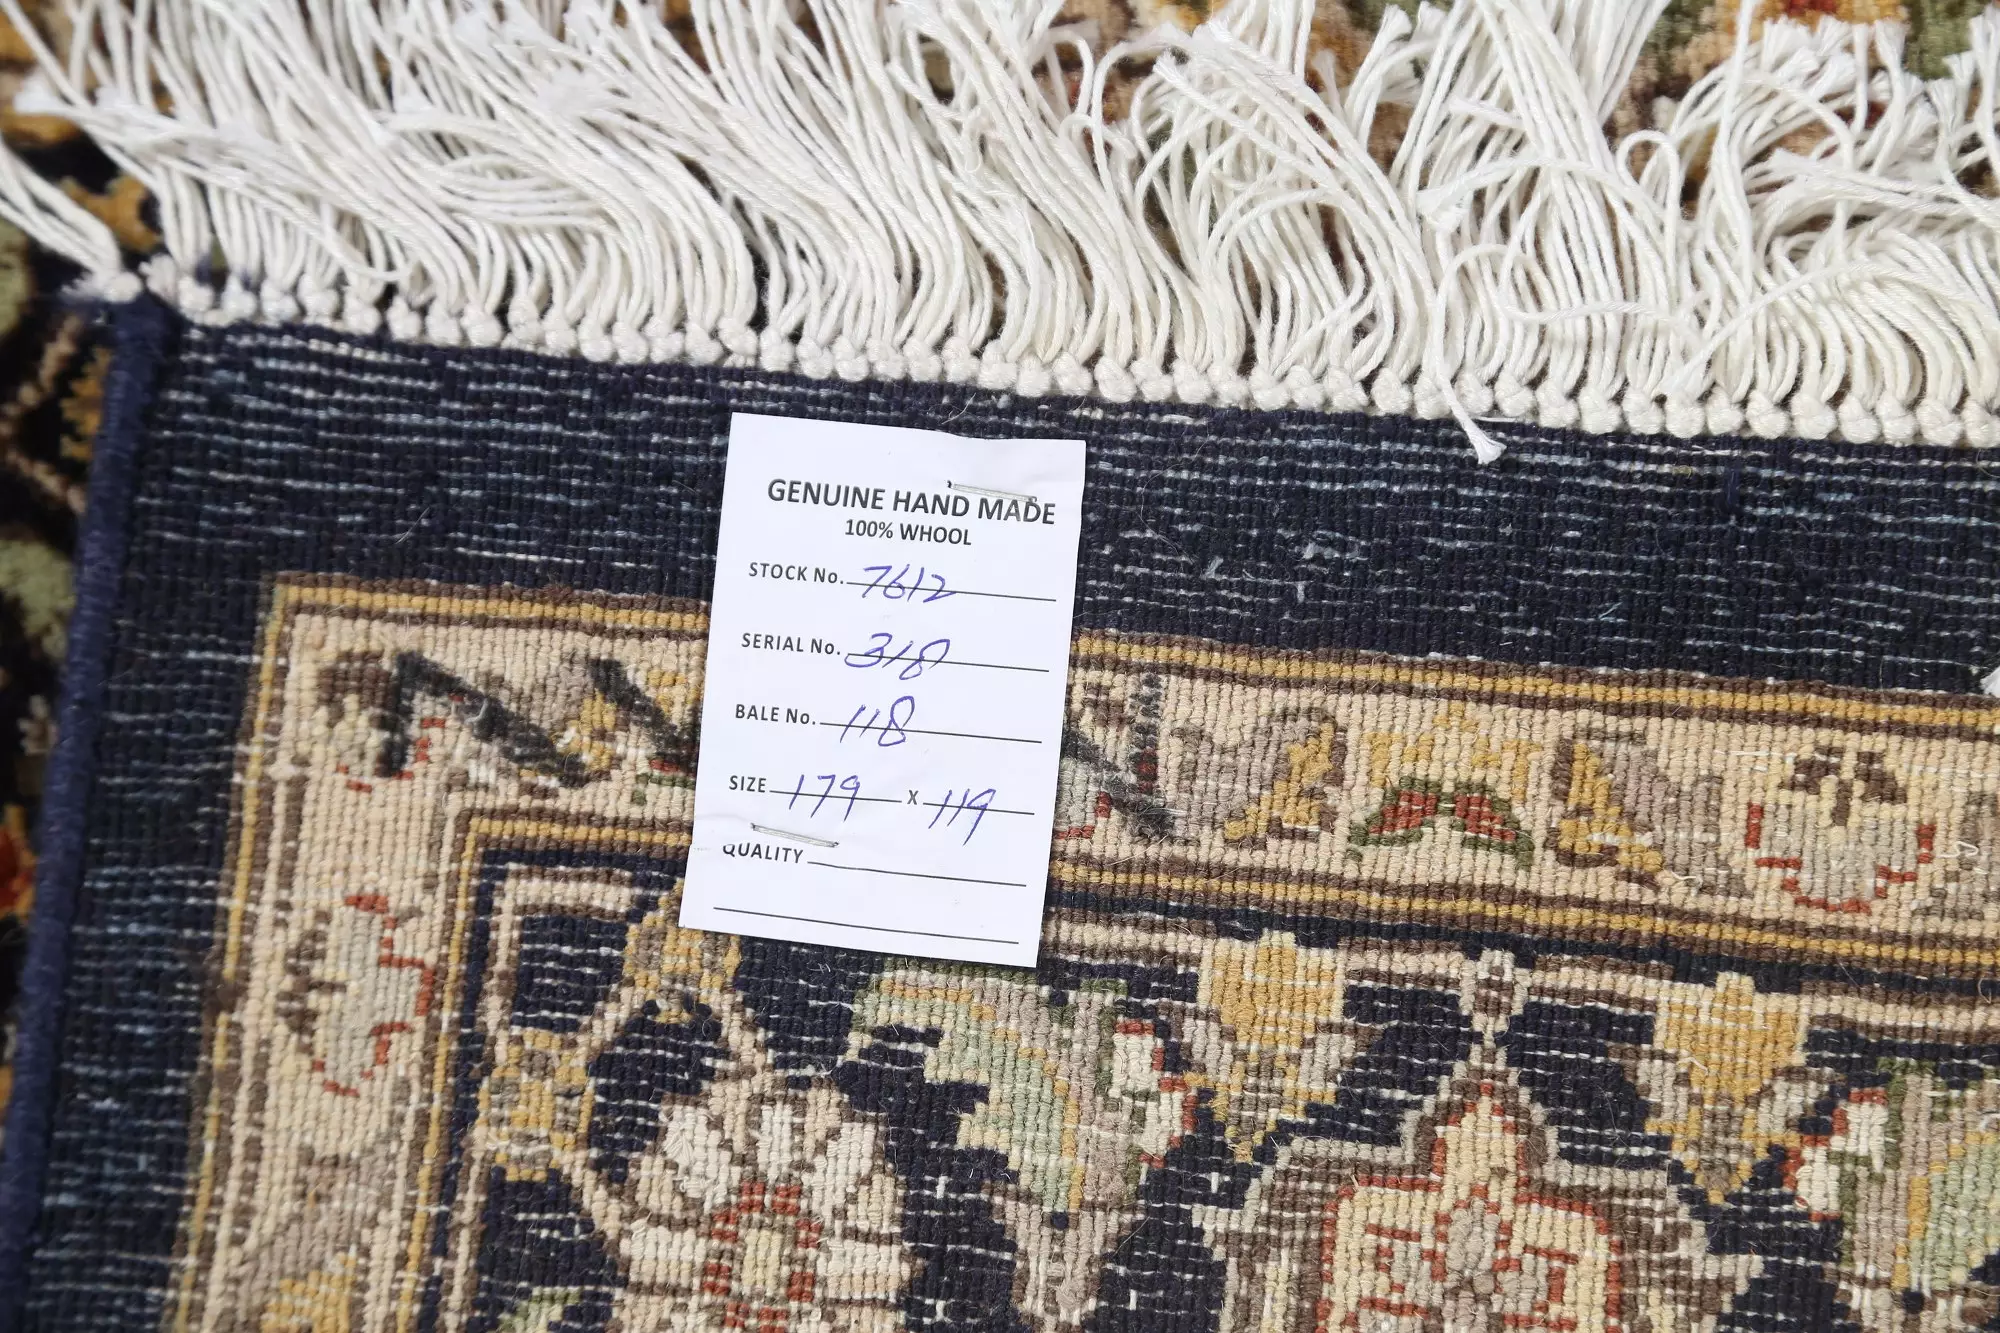 GENUINE HAND MADE
100% WHOOL
STOCK No. 7612
SERIAL No. 318
BALE No. 118
SIZE 179 X 119
QUALITY